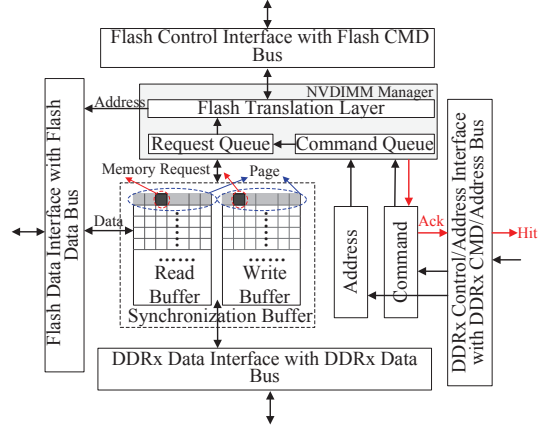 Flash Control Interface with Flash CMD
Bus
NVDIMM Manager
Address
Flash Translation Layer
Request Queue
Command Queue
Memory Request
Page
Flash Data Interface with Flash
Data Bus
Data
Read
Buffer
Write
Buffer
Synchronization Buffer
Address
Command
Ack
Hit
DDRx Control/Address Interface
with DDRx CMD/Address Bus
DDRx Data Interface with DDRx Data
Bus